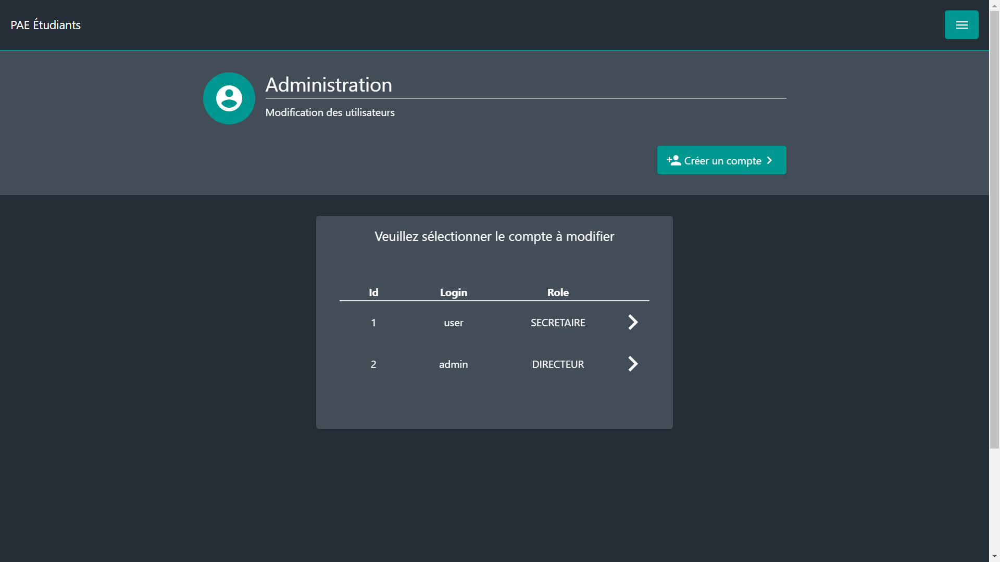 PAE Étudiants
Administration
Modification des utilisateurs
Créer un compte
Veuillez sélectionner le compte à modifier
Id Login Role
1 user SECRETAIRE
2 admin DIRECTEUR